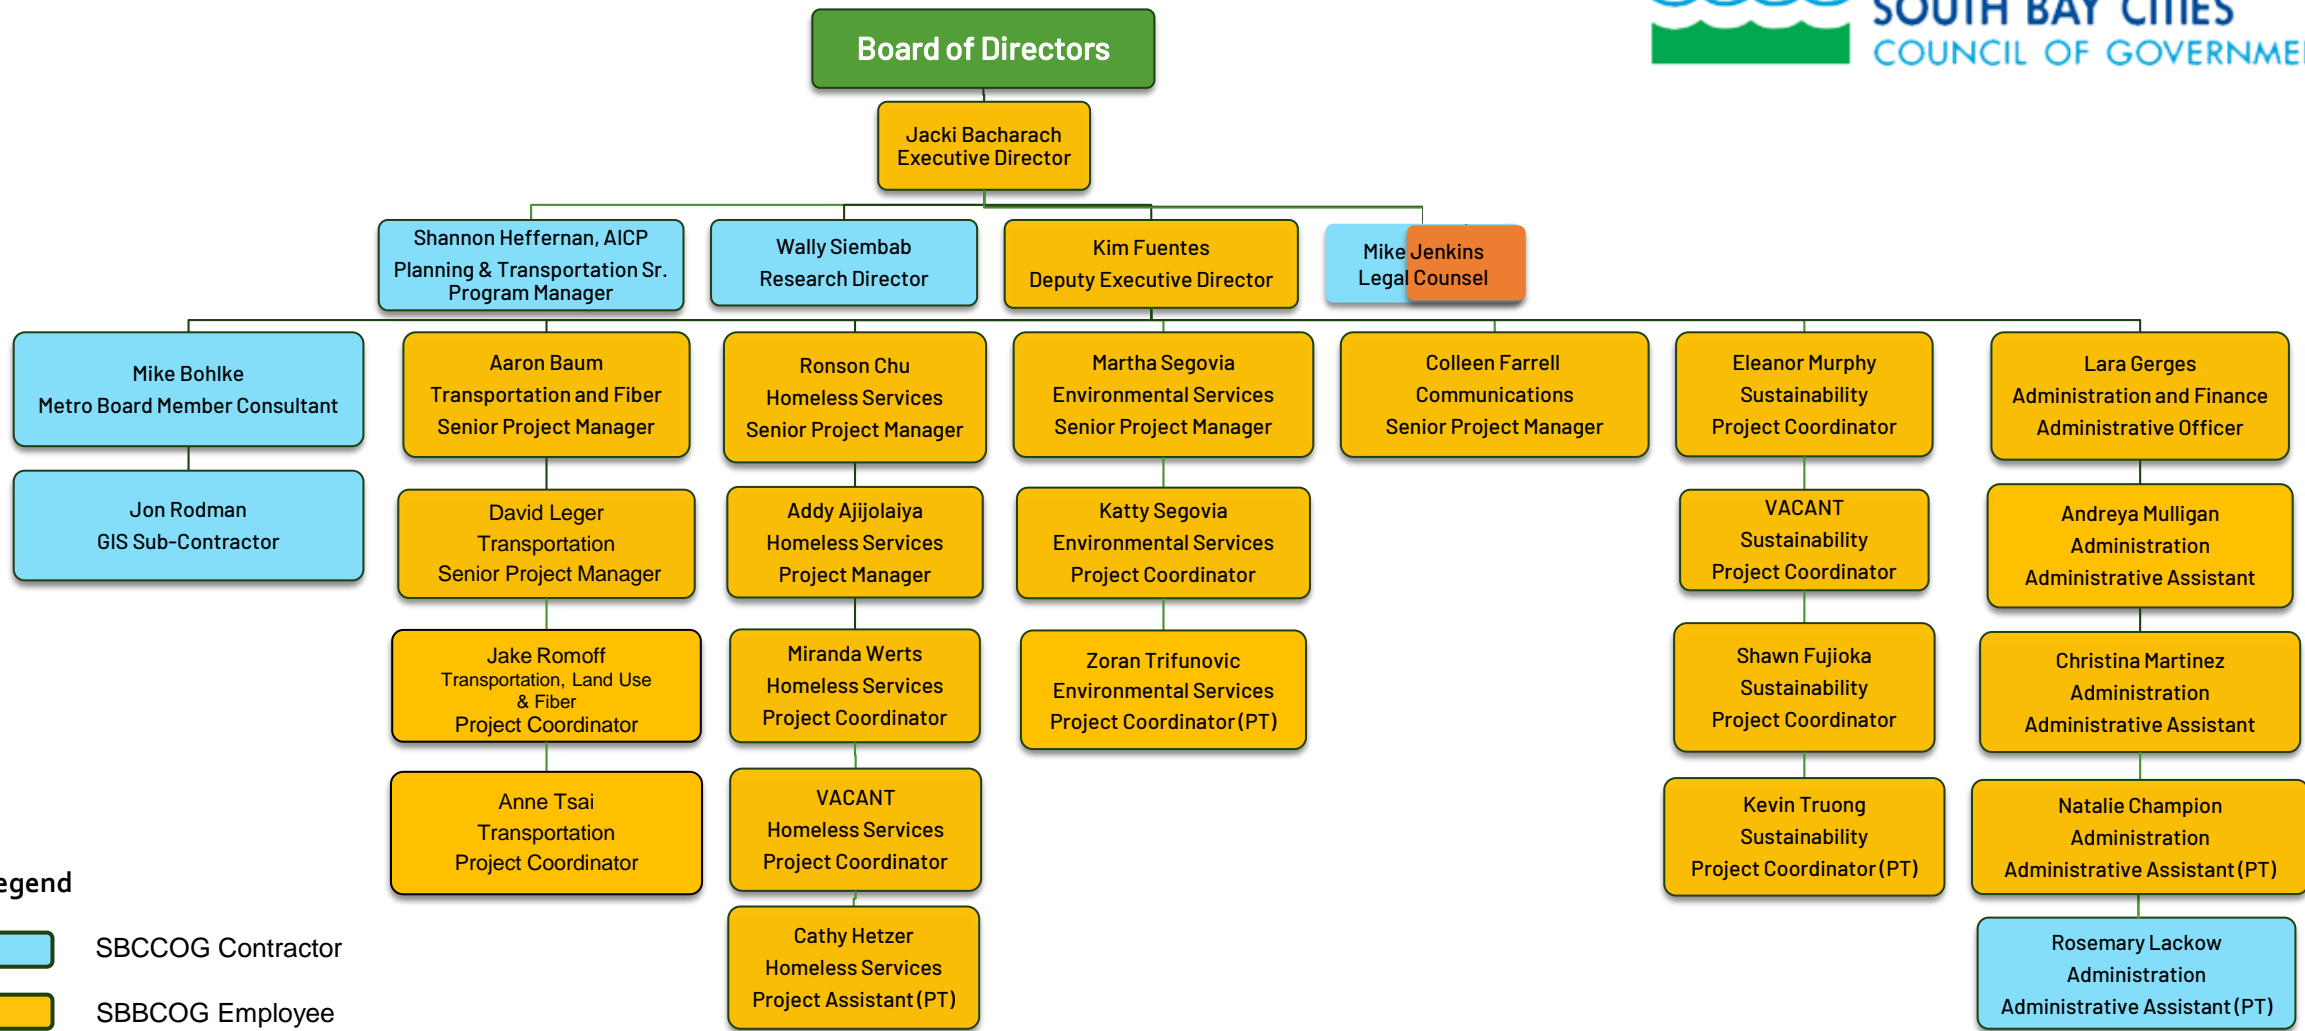 SOUTH BAY CITIES
COUNCIL OF GOVERNME
Board of Directors
Jacki Bacharach
Executive Director
Shannon Heffernan, AICP
Planning & Transportation Sr.
Program Manager
Wally Siembab
Research Director
Kim Fuentes
Deputy Executive Director
Mike Jenkins
Legal Counsel
Mike Bohlke
Metro Board Member Consultant
Jon Rodman
GIS Sub-Contractor
Aaron Baum
Transportation and Fiber
Senior Project Manager
David Leger
Transportation
Senior Project Manager
Jake Romoff
Transportation, Land Use
& Fiber
Project Coordinator
Anne Tsai
Transportation
Project Coordinator
Ronson Chu
Homeless Services
Senior Project Manager
Addy Ajijolaiya
Homeless Services
Project Manager
Miranda Werts
Homeless Services
Project Coordinator
VACANT
Homeless Services
Project Coordinator
Cathy Hetzer
Homeless Services
Project Assistant (PT)
Martha Segovia
Environmental Services
Senior Project Manager
Katty Segovia
Environmental Services
Project Coordinator
Zoran Trifunovic
Environmental Services
Project Coordinator (PT)
Colleen Farrell
Communications
Senior Project Manager
Eleanor Murphy
Sustainability
Project Coordinator
VACANT
Sustainability
Project Coordinator
Shawn Fujioka
Sustainability
Project Coordinator
Kevin Truong
Sustainability
Project Coordinator (PT)
Lara Gerges
Administration and Finance
Administrative Officer
Andreya Mulligan
Administration
Administrative Assistant
Christina Martinez
Administration
Administrative Assistant
Natalie Champion
Administration
Administrative Assistant (PT)
Rosemary Lackow
Administration
Administrative Assistant (PT)
egend
SBCCOG Contractor
SBBCOG Employee